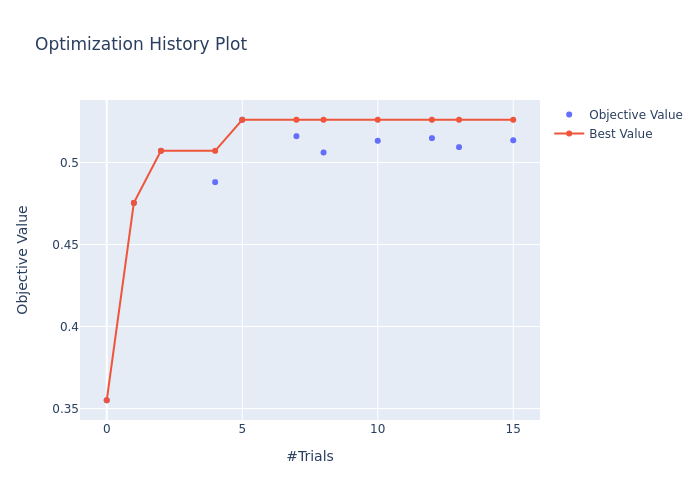 Optimization History Plot
Objective Value
Best Value
0.5
0.45
0.4
0.35
Objective Value
0
5
10
15
#Trials